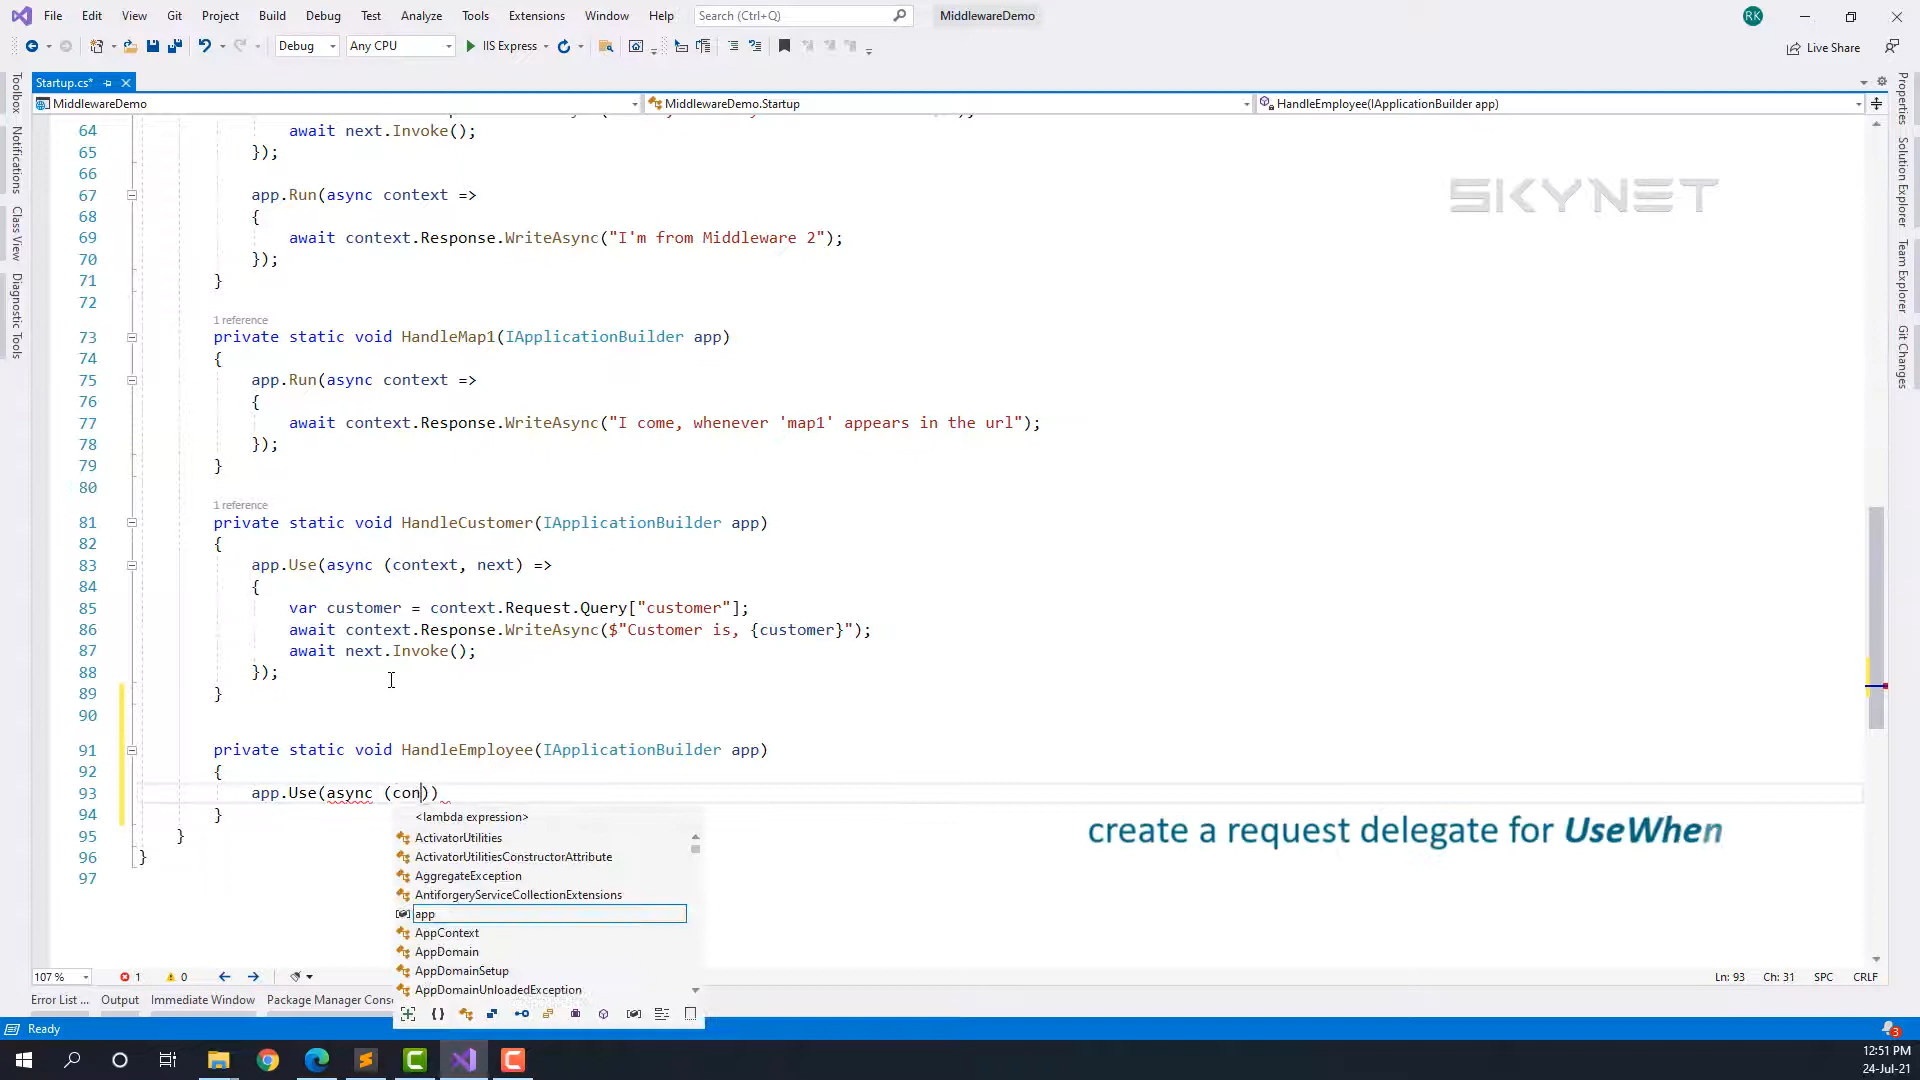 File Edit View Git Project Build Debug Test Analyze Tools Extensions Window Help Search (Ctrl+Q) MiddlewareDemo RK
Debug Any CPU IIS Express Live Share
Startup.cs*
MiddlewareDemo MiddlewareDemo.Startup HandleEmployee(IApplicationBuilder app)
Toolbox
Notifications
Class View
Diagnostic Tools
Properties
Solution Explorer
Team Explorer
Git Changes
SKYNET
64 await next.Invoke();
65 });
66
67 app.Run(async context =>
68 {
69 await context.Response.WriteAsync("I'm from Middleware 2");
70 });
71 }
72
1 reference
73 private static void HandleMap1(IApplicationBuilder app)
74 {
75 app.Run(async context =>
76 {
77 await context.Response.WriteAsync("I come, whenever 'map1' appears in the url");
78 });
79 }
80
1 reference
81 private static void HandleCustomer(IApplicationBuilder app)
82 {
83 app.Use(async (context, next) =>
84 {
85 var customer = context.Request.Query["customer"];
86 await context.Response.WriteAsync($"Customer is, {customer}");
87 await next.Invoke();
88 });
89 }
90
91 private static void HandleEmployee(IApplicationBuilder app)
92 {
93 app.Use(async (con))
94 }
95 }
96 }
97
<lambda expression>
ActivatorUtilities
ActivatorUtilitiesConstructorAttribute
AggregateException
AntiforgeryServiceCollectionExtensions
app
AppContext
AppDomain
AppDomainSetup
AppDomainUnloadedException
create a request delegate for UseWhen
107 % 1 0 Ln: 93 Ch: 31 SPC CRLF
Error List ... Output Immediate Window Package Manager Cons
Ready 3
12:51 PM
24-Jul-21